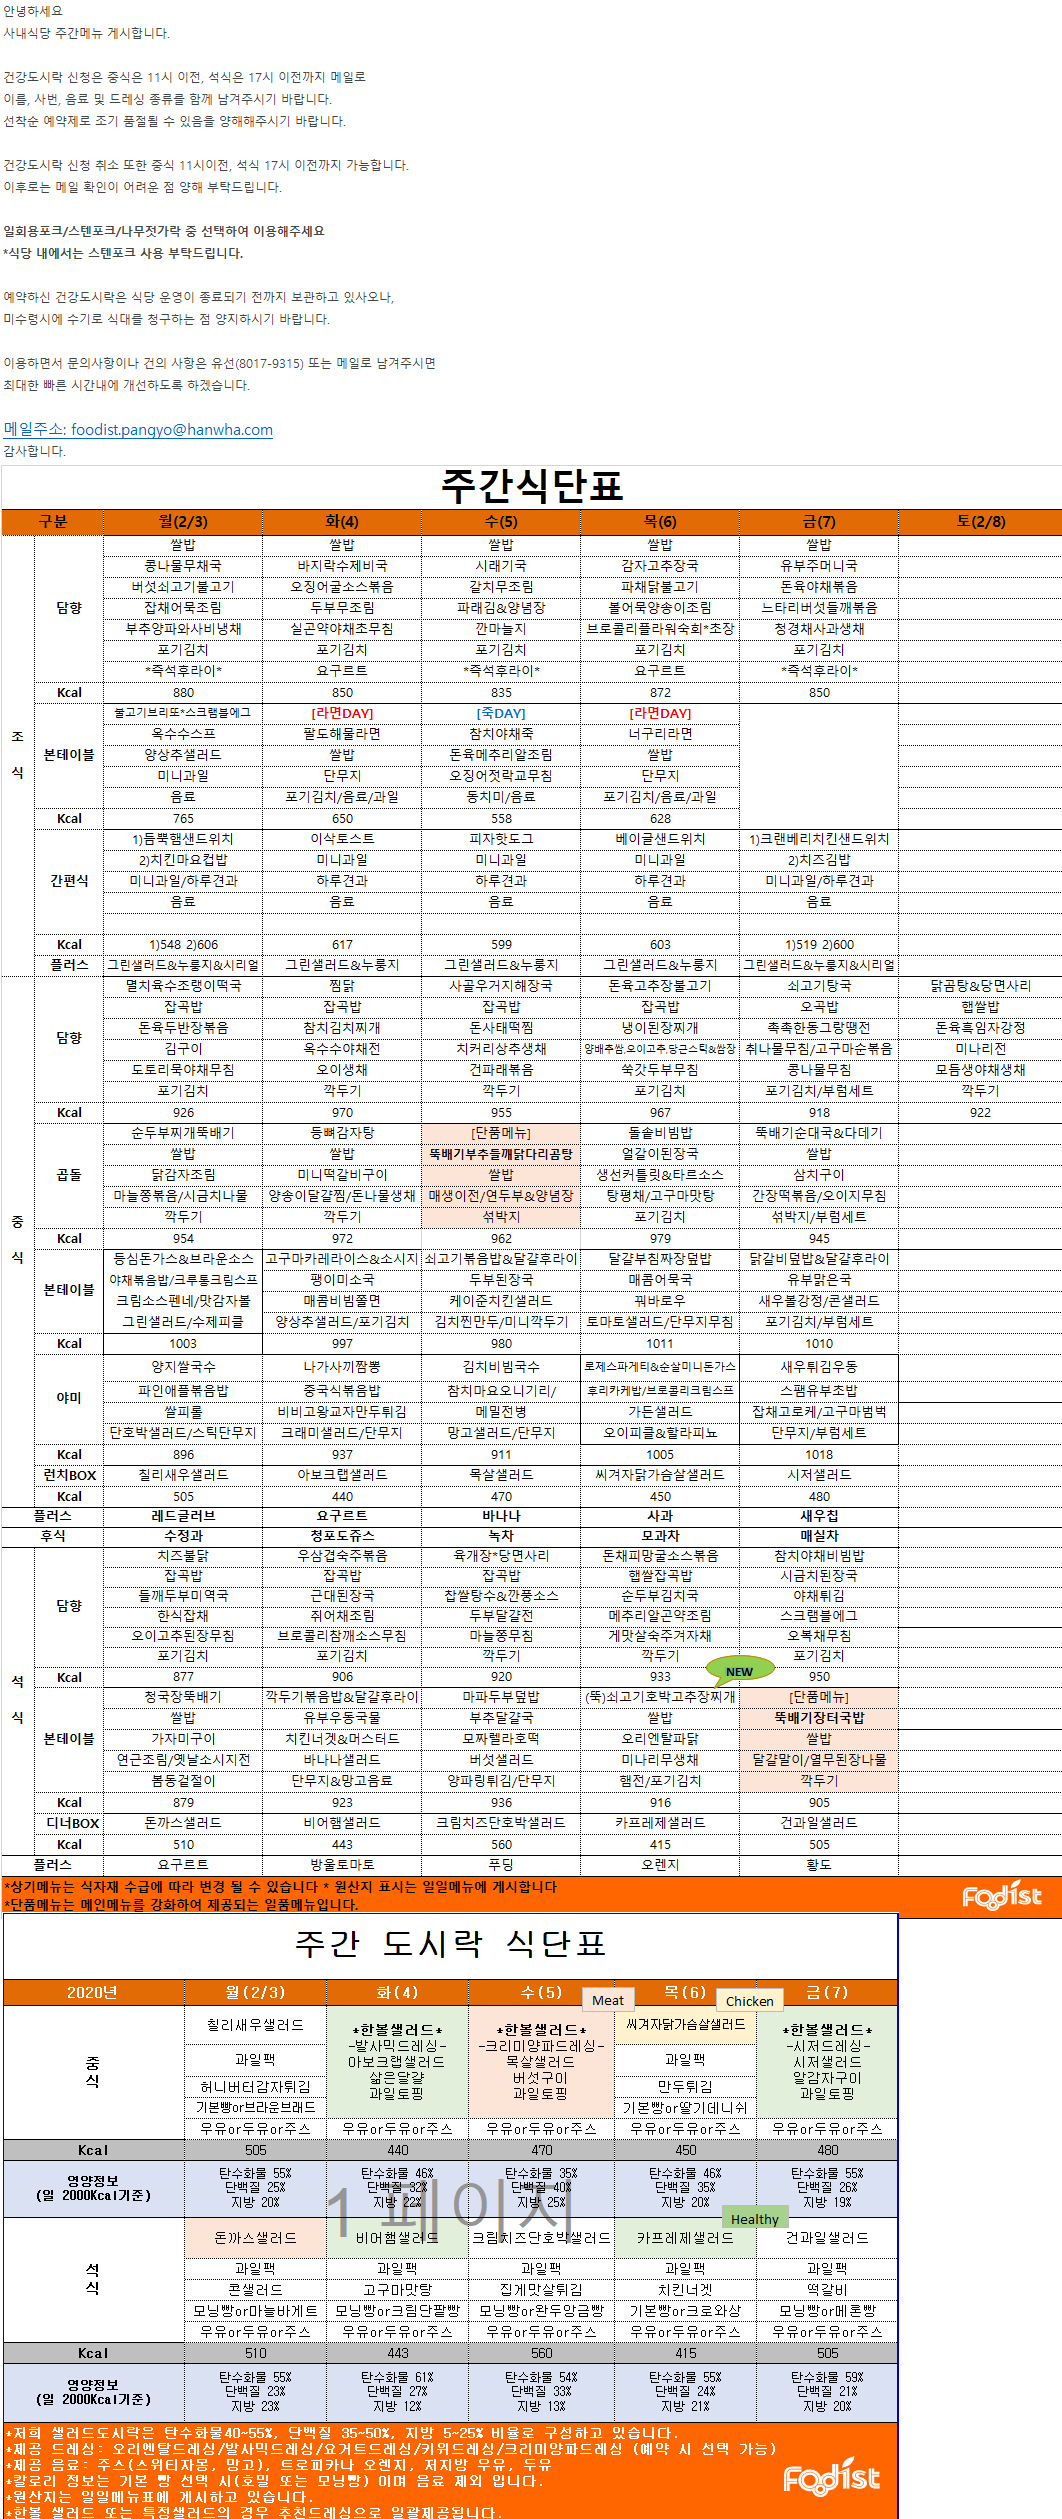 안녕하세요
사내식당 주간메뉴 게시합니다.
건강도시락 신청은 중식은 11시 이전, 석식은 17시 이전까지 메일로
이름, 사번, 음료 및 드레싱 종류를 함께 남겨주시기 바랍니다.
선착순 예약제로 조기 품절될 수 있음을 양해해주시기 바랍니다.
건강도시락 신청 취소 또한 중식 11시이전, 석식 17시 이전까지 가능합니다.
이후로는 메일 확인이 어려운 점 양해 부탁드립니다.
일회용포크/스텐포크/나무젓가락 중 선택하여 이용해주세요
*식당 내에서는 스텐포크 사용 부탁드립니다.
예약하신 건강도시락은 식당 운영이 종료되기 전까지 보관하고 있사오나,
미수령시에 수기로 식대를 청구하는 점 양지하시기 바랍니다.
이용하면서 문의사항이나 건의 사항은 유선(8017-9315) 또는 메일로 남겨주시면
최대한 빠른 시간내에 개선하도록 하겠습니다.
메일주소: foodist.pangyo@hanwha.com
감사합니다.
주간식단표
구분 월(2/3) 화(4) 수(5) 목(6) 금(7) 토(2/8)
조식
담향
쌀밥 쌀밥 쌀밥 쌀밥 쌀밥
콩나물무채국 바지락수제비국 시래기국 감자고추장국 유부주머니국
버섯쇠고기불고기 오징어굴소스볶음 갈치무조림 파채닭불고기 돈육야채볶음
잡채어묵조림 두부무조림 파래김&양념장 볼어묵양송이조림 느타리버섯들깨볶음
부추양파와사비냉채 실곤약야채초무침 깐마늘지 브로콜리플라워숙회*초장 청경채사과생채
포기김치 포기김치 포기김치 포기김치 포기김치
*즉석후라이* 요구르트 *즉석후라이* 요구르트 *즉석후라이*
Kcal 880 850 835 872 850
본테이블
불고기브리또*스크램블에그 [라면DAY] [죽DAY] [라면DAY]
옥수수스프 팔도해물라면 참치야채죽 너구리라면
양상추샐러드 쌀밥 돈육메추리알조림 쌀밥
미니과일 단무지 오징어젓락교무침 단무지
음료 포기김치/음료/과일 동치미/음료 포기김치/음료/과일
Kcal 765 650 558 628
간편식
1)듬뿍햄샌드위치 이삭토스트 피자핫도그 베이글샌드위치 1)크랜베리치킨샌드위치
2)치킨마요컵밥 미니과일 미니과일 미니과일 2)치즈김밥
미니과일/하루견과 하루견과 하루견과 하루견과 미니과일/하루견과
음료 음료 음료 음료 음료
Kcal 1)548 2)606 617 599 603 1)519 2)600
플러스 그린샐러드&누룽지&시리얼 그린샐러드&누룽지 그린샐러드&누룽지 그린샐러드&누룽지 그린샐러드&누룽지&시리얼
중식
담향
멸치육수조랭이떡국 찜닭 사골우거지해장국 돈육고추장불고기 쇠고기탕국 닭곰탕&당면사리
잡곡밥 잡곡밥 잡곡밥 잡곡밥 오곡밥 햅쌀밥
돈육두반장볶음 참치김치찌개 돈사태떡찜 냉이된장찌개 촉촉한동그랑땡전 돈육흑임자강정
김구이 옥수수야채전 치커리상추생채 양배추쌈,오이고추,당근스틱&쌈장 취나물무침/고구마순볶음 미나리전
도토리묵야채무침 오이생채 건파래볶음 쑥갓두부무침 콩나물무침 모듬생야채생채
포기김치 깍두기 깍두기 포기김치 포기김치/부럼세트 깍두기
Kcal 926 970 955 967 918 922
곱돌
순두부찌개뚝배기 등뼈감자탕 [단품메뉴] 돌솥비빔밥 뚝배기순대국&다데기
쌀밥 쌀밥 뚝배기부추들깨닭다리곰탕 얼갈이된장국 쌀밥
닭감자조림 미니떡갈비구이 쌀밥 생선커틀릿&타르소스 삼치구이
마늘쫑볶음/시금치나물 양송이달걀찜/돈나물생채 매생이전/연두부&양념장 탕평채/고구마맛탕 간장떡볶음/오이지무침
깍두기 깍두기 섞박지 포기김치 섞박지/부럼세트
Kcal 954 972 962 979 945
본테이블
등심돈가스&브라운소스 고구마카레라이스&소시지 쇠고기볶음밥&달걀후라이 달걀부침짜장덮밥 닭갈비덮밥&달걀후라이
야채볶음밥/크루통크림스프 팽이미소국 두부된장국 매콤어묵국 유부맑은국
크림소스펜네/맛감자볼 매콤비빔쫄면 케이준치킨샐러드 꿔바로우 새우볼강정/콘샐러드
그린샐러드/수제피클 양상추샐러드/포기김치 김치찐만두/미니깍두기 토마토샐러드/단무지무침 포기김치/부럼세트
Kcal 1003 997 980 1011 1010
야미
양지쌀국수 나가사끼짬뽕 김치비빔국수 로제스파게티&순살미니돈가스 새우튀김우동
파인애플볶음밥 중국식볶음밥 참치마요오니기리/ 후리카케밥/브로콜리크림스프 스팸유부초밥
쌀피롤 비비고왕교자만두튀김 메밀전병 가든샐러드 잡채고로케/고구마범벅
단호박샐러드/스틱단무지 크래미샐러드/단무지 망고샐러드/단무지 오이피클&할라피뇨 단무지/부럼세트
Kcal 896 937 911 1005 1018
런치BOX 칠리새우샐러드 아보크랩샐러드 목살샐러드 씨겨자닭가슴살샐러드 시저샐러드
Kcal 505 440 470 450 480
플러스 레드글러브 요구르트 바나나 사과 새우칩
후식 수정과 청포도쥬스 녹차 모과차 매실차
석식
담향
치즈불닭 우삼겹숙주볶음 육개장*당면사리 돈채피망굴소스볶음 참치야채비빔밥
잡곡밥 잡곡밥 잡곡밥 햅쌀잡곡밥 시금치된장국
들깨두부미역국 근대된장국 찹쌀탕수&깐풍소스 순두부김치국 야채튀김
한식잡채 쥐어채조림 두부달걀전 메추리알곤약조림 스크램블에그
오이고추된장무침 브로콜리참깨소스무침 마늘쫑무침 게맛살숙주겨자채 오복채무침
포기김치 포기김치 깍두기 깍두기 포기김치
Kcal 877 906 920 933 950
NEW
본테이블
청국장뚝배기 깍두기볶음밥&달걀후라이 마파두부덮밥 (뚝)쇠고기호박고추장찌개 [단품메뉴]
쌀밥 유부우동국물 부추달걀국 쌀밥 뚝배기장터국밥
가자미구이 치킨너겟&머스터드 모짜렐라호떡 오리엔탈파닭 쌀밥
연근조림/옛날소시지전 바나나샐러드 버섯샐러드 미나리무생채 달걀말이/열무된장나물
봄동겉절이 단무지&망고음료 양파링튀김/단무지 햄전/포기김치 깍두기
Kcal 879 923 936 916 905
디너BOX 돈까스샐러드 비어햄샐러드 크림치즈단호박샐러드 카프레제샐러드 건과일샐러드
Kcal 510 443 560 415 505
플러스 요구르트 방울토마토 푸딩 오렌지 황도
*상기메뉴는 식자재 수급에 따라 변경 될 수 있습니다 * 원산지 표시는 일일메뉴에 게시합니다
*단품메뉴는 메인메뉴를 강화하여 제공되는 일품메뉴입니다.
Foodist
주간 도시락 식단표
2020년 월(2/3) 화(4) 수(5) 목(6) 금(7)
Meat Chicken
중식
칠리새우샐러드 *한볼샐러드* *한볼샐러드* 씨겨자닭가슴살샐러드 *한볼샐러드*
-발사믹드레싱- -크리미양파드레싱- -시저드레싱-
과일팩 아보크랩샐러드 목살샐러드 과일팩 시저샐러드
허니버터감자튀김 삶은달걀 버섯구이 만두튀김 알감자구이
기본빵or브라운브래드 과일토핑 과일토핑 기본빵or딸기데니쉬 과일토핑
우유or두유or주스 우유or두유or주스 우유or두유or주스 우유or두유or주스 우유or두유or주스
Kcal 505 440 470 450 480
영양정보
(일 2000Kcal기준)
탄수화물 55% 탄수화물 46% 탄수화물 35% 탄수화물 46% 탄수화물 55%
단백질 25% 단백질 32% 단백질 40% 단백질 35% 단백질 26%
지방 20% 지방 22% 지방 25% 지방 20% 지방 19%
1 페이지
Healthy
석식
돈까스샐러드 비어햄샐러드 크림치즈단호박샐러드 카프레제샐러드 건과일샐러드
과일팩 과일팩 과일팩 과일팩 과일팩
콘샐러드 고구마맛탕 집게맛살튀김 치킨너겟 떡갈비
모닝빵or마늘바게트 모닝빵or크림단팥빵 모닝빵or완두앙금빵 기본빵or크로와상 모닝빵or메론빵
우유or두유or주스 우유or두유or주스 우유or두유or주스 우유or두유or주스 우유or두유or주스
Kcal 510 443 560 415 505
영양정보
(일 2000Kcal기준)
탄수화물 55% 탄수화물 61% 탄수화물 54% 탄수화물 55% 탄수화물 59%
단백질 23% 단백질 27% 단백질 33% 단백질 24% 단백질 21%
지방 23% 지방 12% 지방 13% 지방 21% 지방 20%
*저희 샐러드도시락은 탄수화물40~55%, 단백질 35~50%, 지방 5~25% 비율로 구성하고 있습니다.
*제공 드레싱: 오리엔탈드레싱/발사믹드레싱/요거트드레싱/키위드레싱/크리미양파드레싱 (예약 시 선택 가능)
*제공 음료: 주스(스위티자몽, 망고), 트로피카나 오렌지, 저지방 우유, 두유
*칼로리 정보는 기본 빵 선택 시(호밀 또는 모닝빵) 이며 음료 제외 입니다.
*원산지는 일일메뉴표에 게시하고 있습니다.
*한볼 샐러드 또는 특정샐러드의 경우 추천드레싱으로 일괄제공됩니다.
Foodist